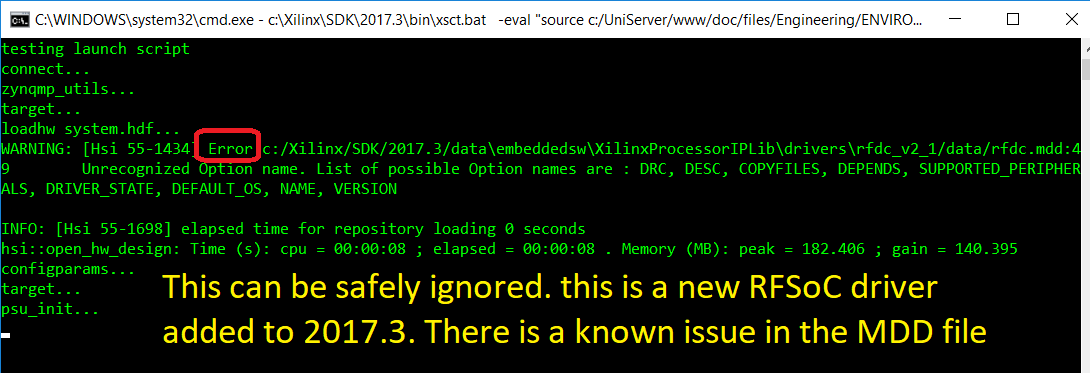 C:\WINDOWS\system32\cmd.exe - c:\Xilinx\SDK\2017.3\bin\xsct.bat -eval "source c:/UniServer/www/doc/files/Engineering/ENVIRO...
testing launch script
connect...
zynqmp_utils...
target...
loadhw system.hdf...
WARNING: [Hsi 55-1434] Error c:/Xilinx/SDK/2017.3/data\embeddedsw\XilinxProcessorIPLib\drivers\rfdc_v2_1/data/rfdc.mdd:4
9 Unrecognized Option name. List of possible Option names are : DRC, DESC, COPYFILES, DEPENDS, SUPPORTED_PERIPHER
ALS, DRIVER_STATE, DEFAULT_OS, NAME, VERSION
INFO: [Hsi 55-1698] elapsed time for repository loading 0 seconds
hsi::open_hw_design: Time (s): cpu = 00:00:08 ; elapsed = 00:00:08 . Memory (MB): peak = 182.406 ; gain = 140.395
configparams...
target...
psu_init...
This can be safely ignored. this is a new RFSoC driver
added to 2017.3. There is a known issue in the MDD file